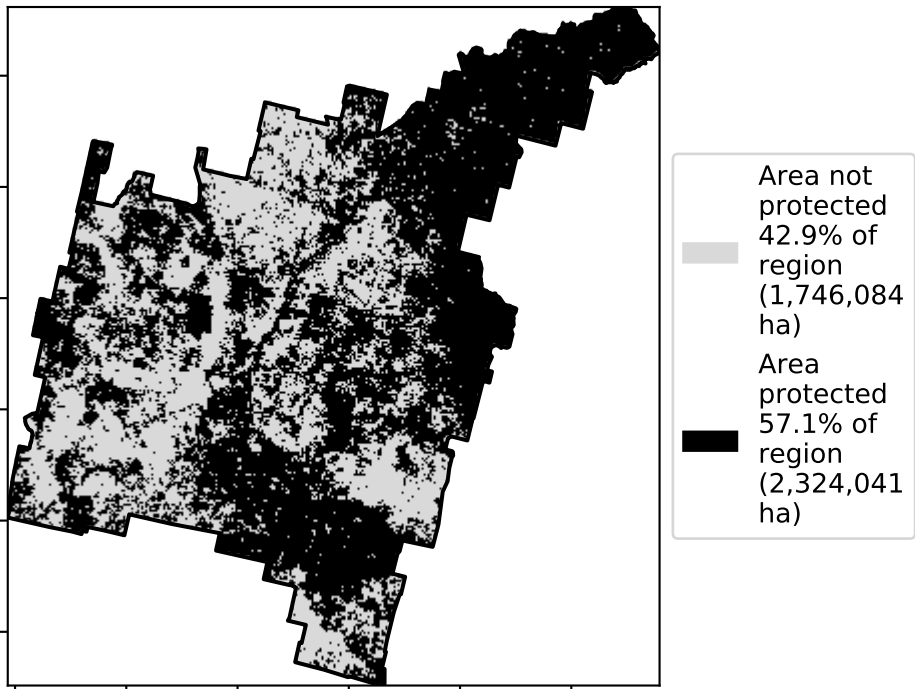 Area not
protected
42.9% of
region
(1,746,084
ha)
Area
protected
57.1% of
region
(2,324,041
ha)